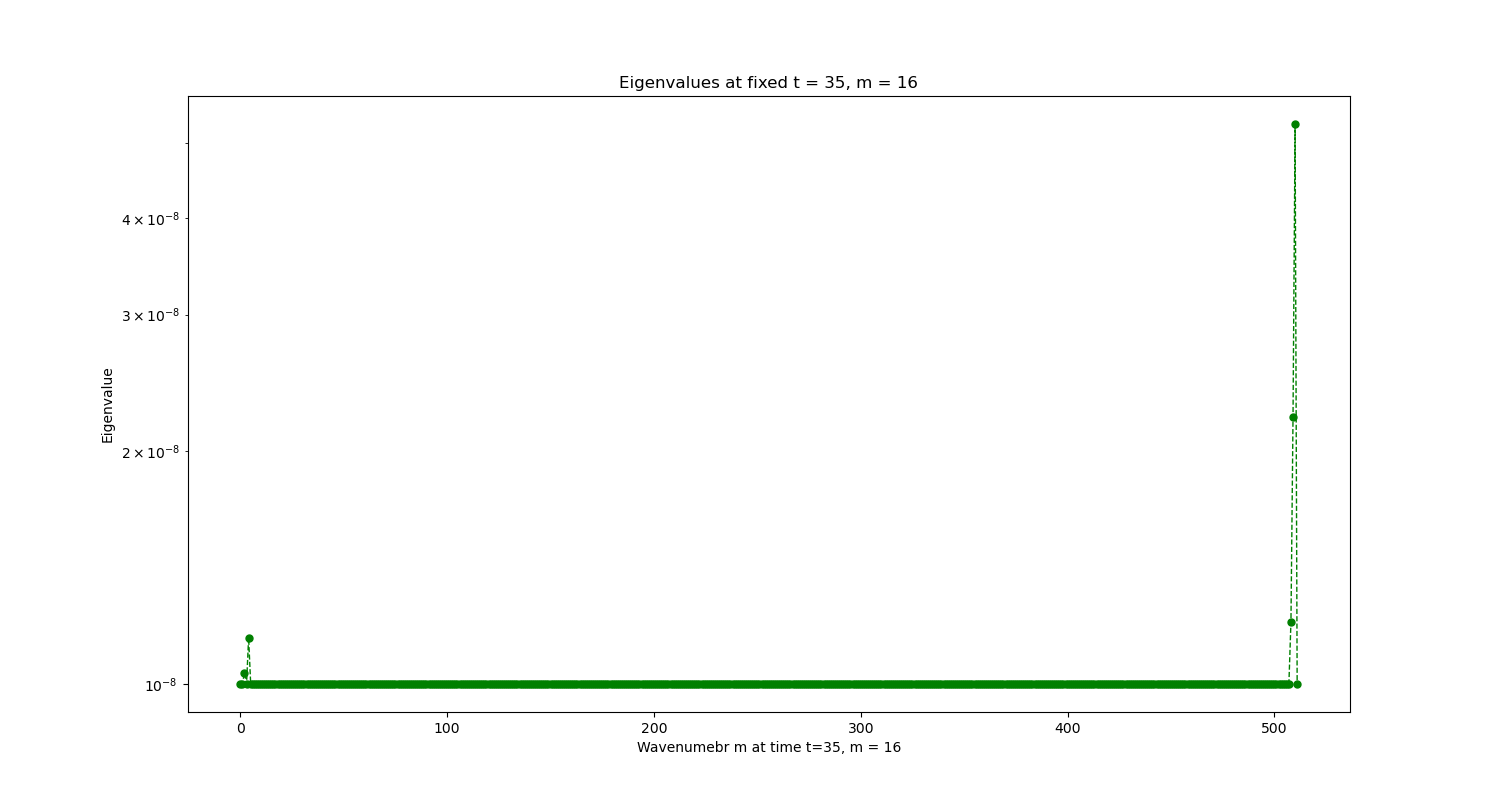 Eigenvalues at fixed t = 35, m = 16
Eigenvalue
4 × 10⁻⁸
3 × 10⁻⁸
2 × 10⁻⁸
10⁻⁸
0 100 200 300 400 500
Wavenumebr m at time t=35, m = 16